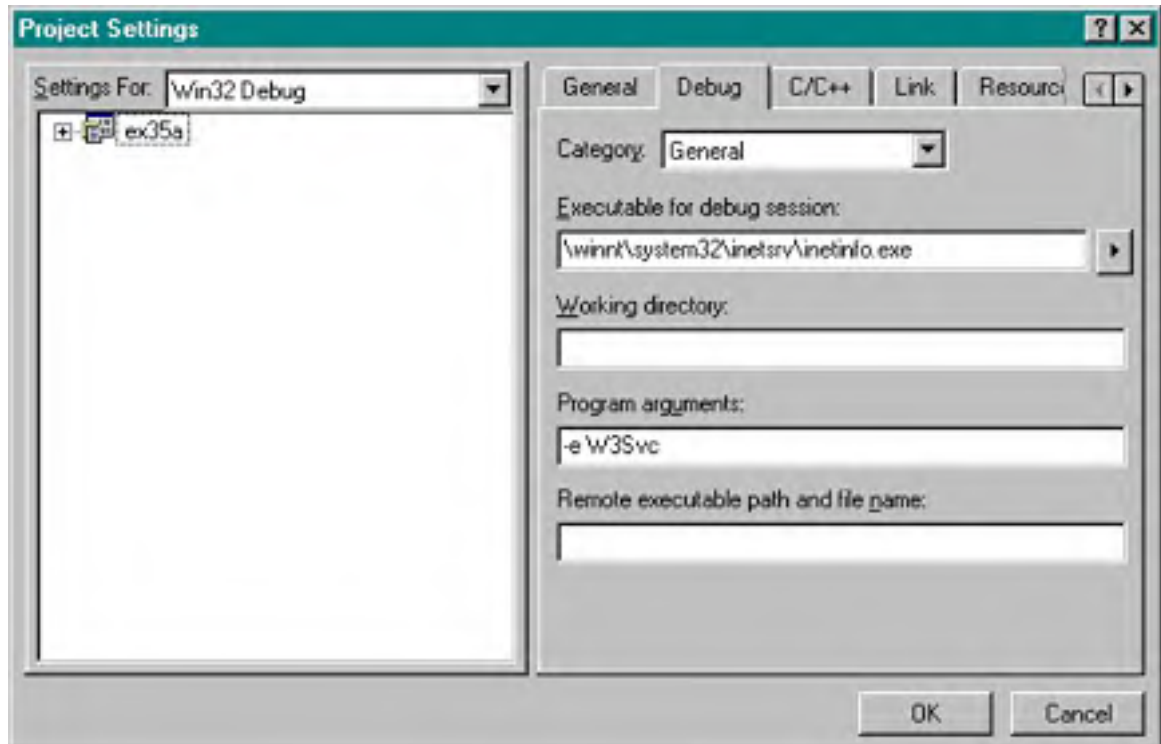 Project Settings
Settings For: Win32 Debug
ex35a
General Debug C/C++ Link Resourc
Category: General
Executable for debug session:
\winnt\system32\inetsrv\inetinfo.exe
Working directory:
Program arguments:
-e W3Svc
Remote executable path and file name:
OK Cancel